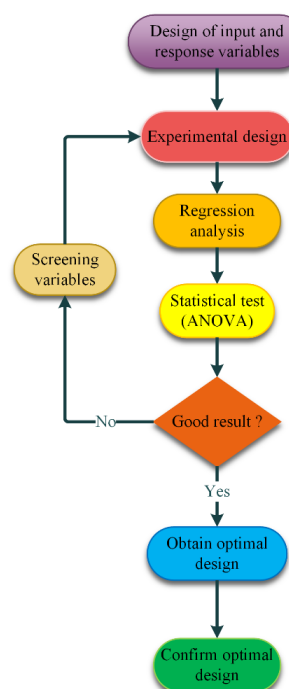 Design of input and
response variables
Experimental design
Regression
analysis
Screening
variables
Statistical test
(ANOVA)
Good result ?
No
Yes
Obtain optimal
design
Confirm optimal
design